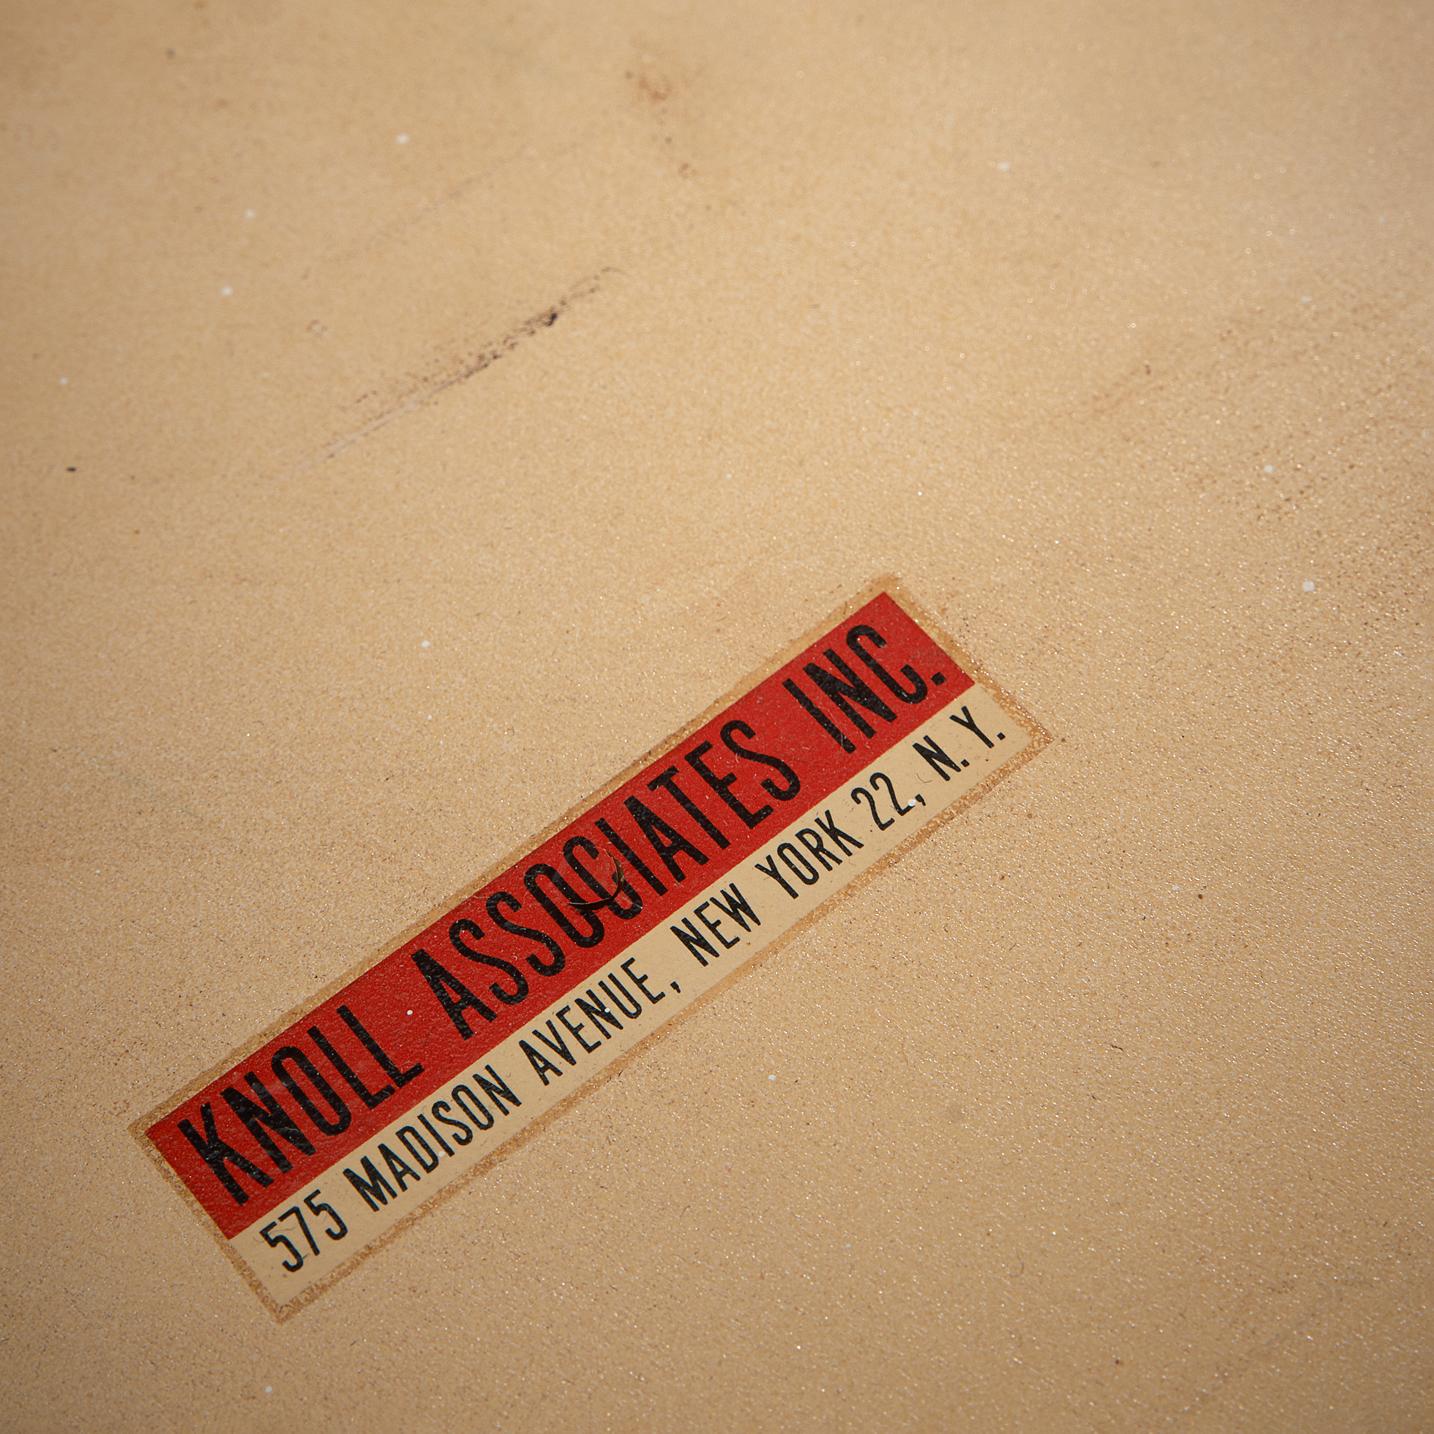 KNOLL ASSOCIATES INC.
575 MADISON AVENUE, NEW YORK 22, N. Y.